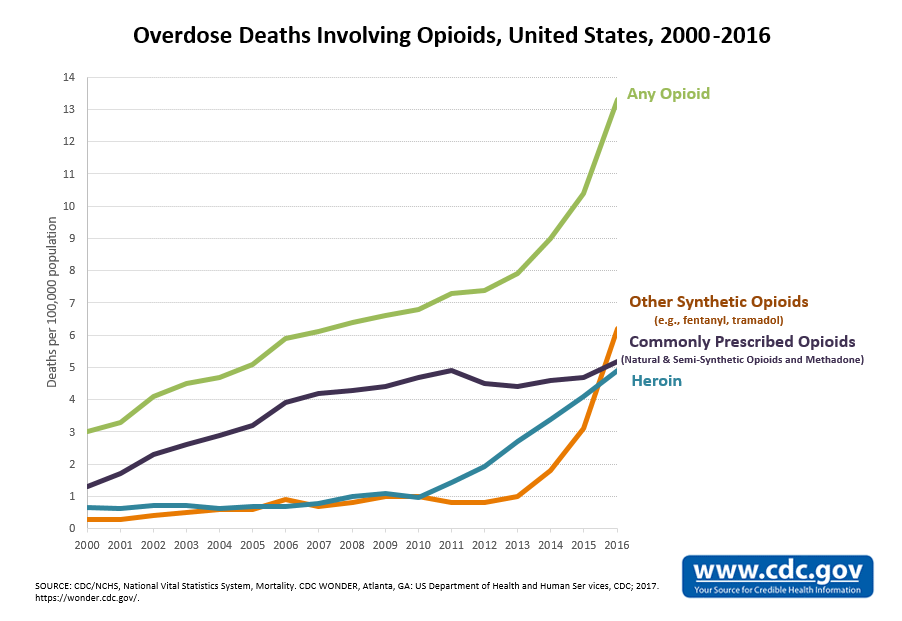 Overdose Deaths Involving Opioids, United States, 2000-2016
14
13
12
11
10
9
8
7
6
5
4
3
2
1
0
Deaths per 100,000 population
Any Opioid
Other Synthetic Opioids
(e.g., fentanyl, tramadol)
Commonly Prescribed Opioids
(Natural & Semi-Synthetic Opioids and Methadone)
Heroin
2000 2001 2002 2003 2004 2005 2006 2007 2008 2009 2010 2011 2012 2013 2014 2015 2016
SOURCE: CDC/NCHS, National Vital Statistics System, Mortality. CDC WONDER, Atlanta, GA: US Department of Health and Human Ser vices, CDC; 2017.
https://wonder.cdc.gov/.
www.cdc.gov
Your Source for Credible Health Information